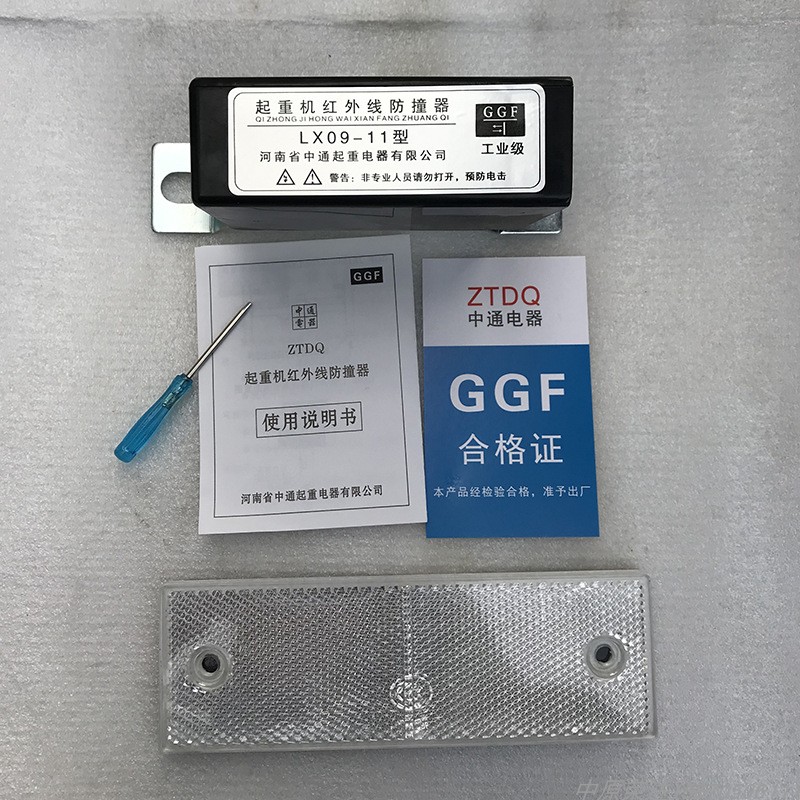 起重机红外线防撞器
QI ZHONG JI HONG WAI XIAN FANG ZHUANG QI
LX09-11型
河南省中通起重电器有限公司
警告：非专业人员请勿打开，预防电击
GGF
工业级
GGF
中通
电器
ZTDQ
起重机红外线防撞器
使用说明书
河南省中通起重电器有限公司
ZTDQ
中通电器
GGF
合格证
本产品经检验合格，准予出厂